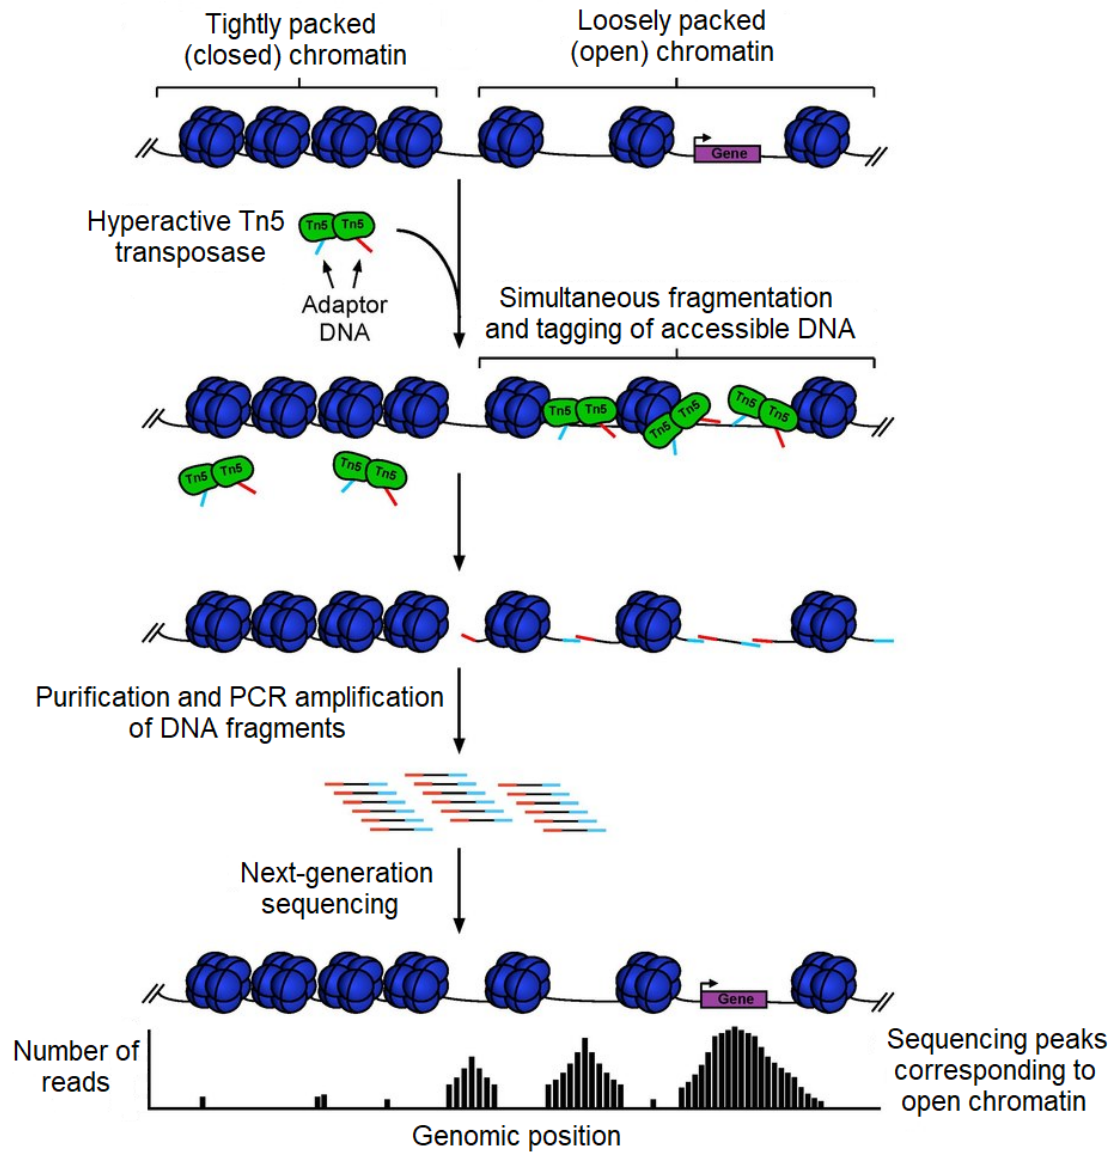 Tightly packed
(closed) chromatin
Loosely packed
(open) chromatin
Gene
Hyperactive Tn5
transposase
Tn5 Tn5
Adaptor
DNA
Simultaneous fragmentation
and tagging of accessible DNA
Tn5 Tn5
Tn5 Tn5
Tn5 Tn5
Tn5 Tn5
Tn5 Tn5
Purification and PCR amplification
of DNA fragments
Next-generation
sequencing
Gene
Number of
reads
Sequencing peaks
corresponding to
open chromatin
Genomic position